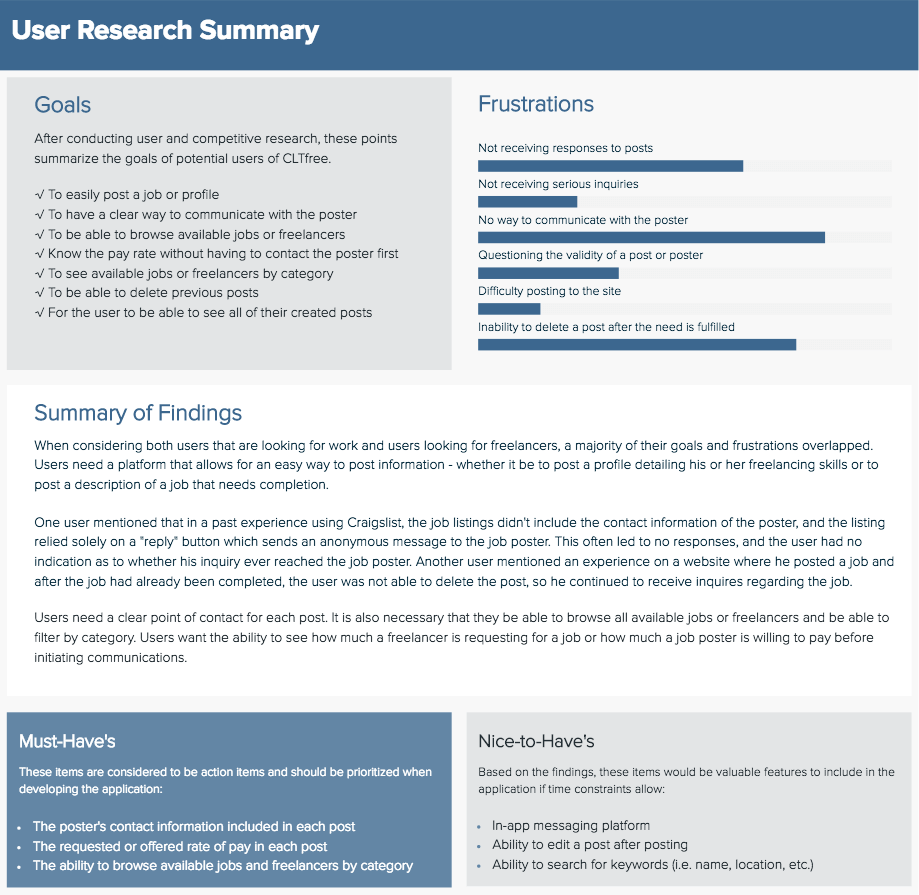 User Research Summary
Goals
After conducting user and competitive research, these points
summarize the goals of potential users of CLTfree.
√ To easily post a job or profile
√ To have a clear way to communicate with the poster
√ To be able to browse available jobs or freelancers
√ Know the pay rate without having to contact the poster first
√ To see available jobs or freelancers by category
√ To be able to delete previous posts
√ For the user to be able to see all of their created posts
Frustrations
Not receiving responses to posts
Not receiving serious inquiries
No way to communicate with the poster
Questioning the validity of a post or poster
Difficulty posting to the site
Inability to delete a post after the need is fulfilled
Summary of Findings
When considering both users that are looking for work and users looking for freelancers, a majority of their goals and frustrations overlapped.
Users need a platform that allows for an easy way to post information - whether it be to post a profile detailing his or her freelancing skills or to
post a description of a job that needs completion.
One user mentioned that in a past experience using Craigslist, the job listings didn't include the contact information of the poster, and the listing
relied solely on a "reply" button which sends an anonymous message to the job poster. This often led to no responses, and the user had no
indication as to whether his inquiry ever reached the job poster. Another user mentioned an experience on a website where he posted a job and
after the job had already been completed, the user was not able to delete the post, so he continued to receive inquires regarding the job.
Users need a clear point of contact for each post. It is also necessary that they be able to browse all available jobs or freelancers and be able to
filter by category. Users want the ability to see how much a freelancer is requesting for a job or how much a job poster is willing to pay before
initiating communications.
Must-Have's
These items are considered to be action items and should be prioritized when
developing the application:
• The poster's contact information included in each post
• The requested or offered rate of pay in each post
• The ability to browse available jobs and freelancers by category
Nice-to-Have's
Based on the findings, these items would be valuable features to include in the
application if time constraints allow:
• In-app messaging platform
• Ability to edit a post after posting
• Ability to search for keywords (i.e. name, location, etc.)